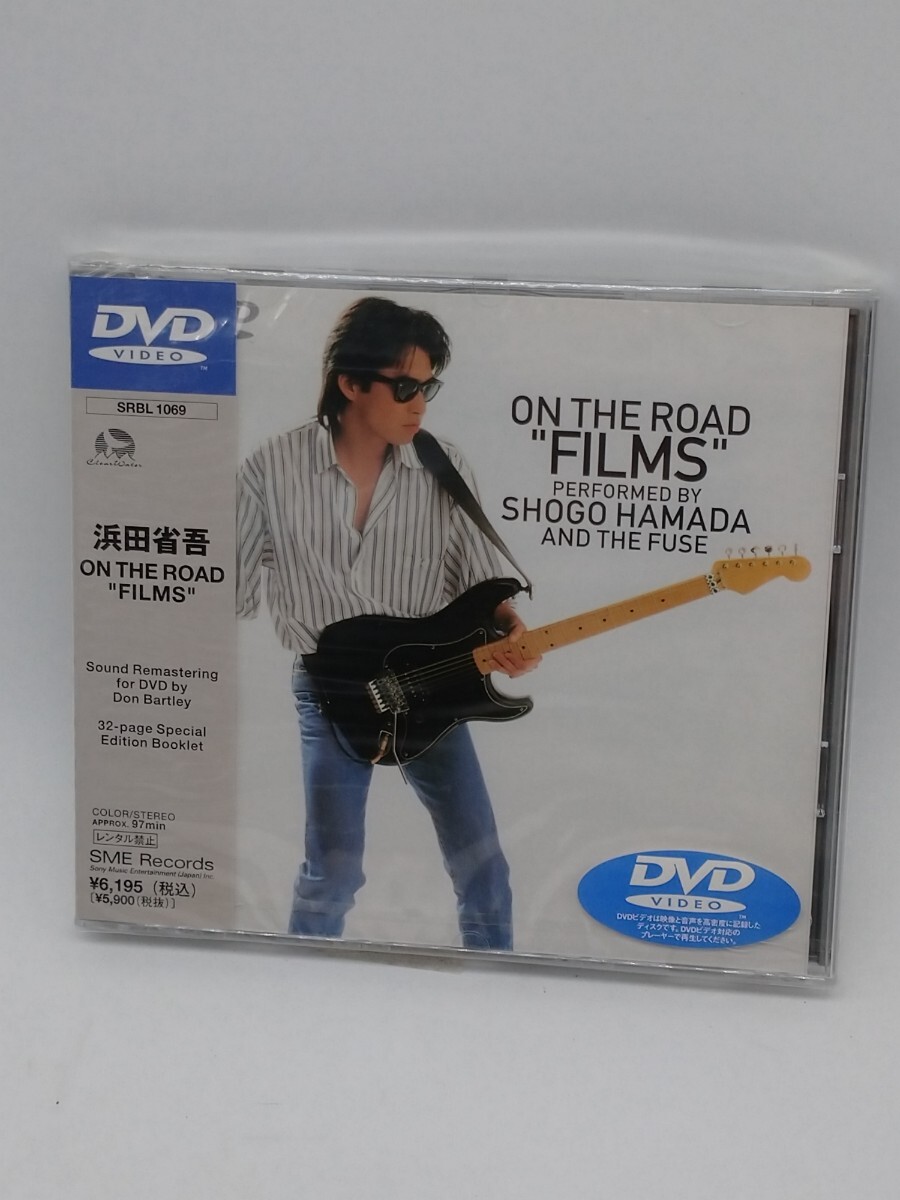 DVD
VIDEO
TM
SRBL 1069
ClearWater
浜田省吾
ON THE ROAD
"FILMS"
Sound Remastering
for DVD by
Don Bartley
32-page Special
Edition Booklet
COLOR/STEREO
APPROX. 97min
レンタル禁止
SME Records
Sony Music Entertainment (Japan) Inc.
¥6,195（税込）
[¥5,900(税抜)]
ON THE ROAD
"FILMS"
PERFORMED BY
SHOGO HAMADA
AND THE FUSE
DVD
VIDEO
TM
DVDビデオは映像と音声を高密度に記録した
ディスクです。DVDビデオ対応の
プレーヤーで再生してください。